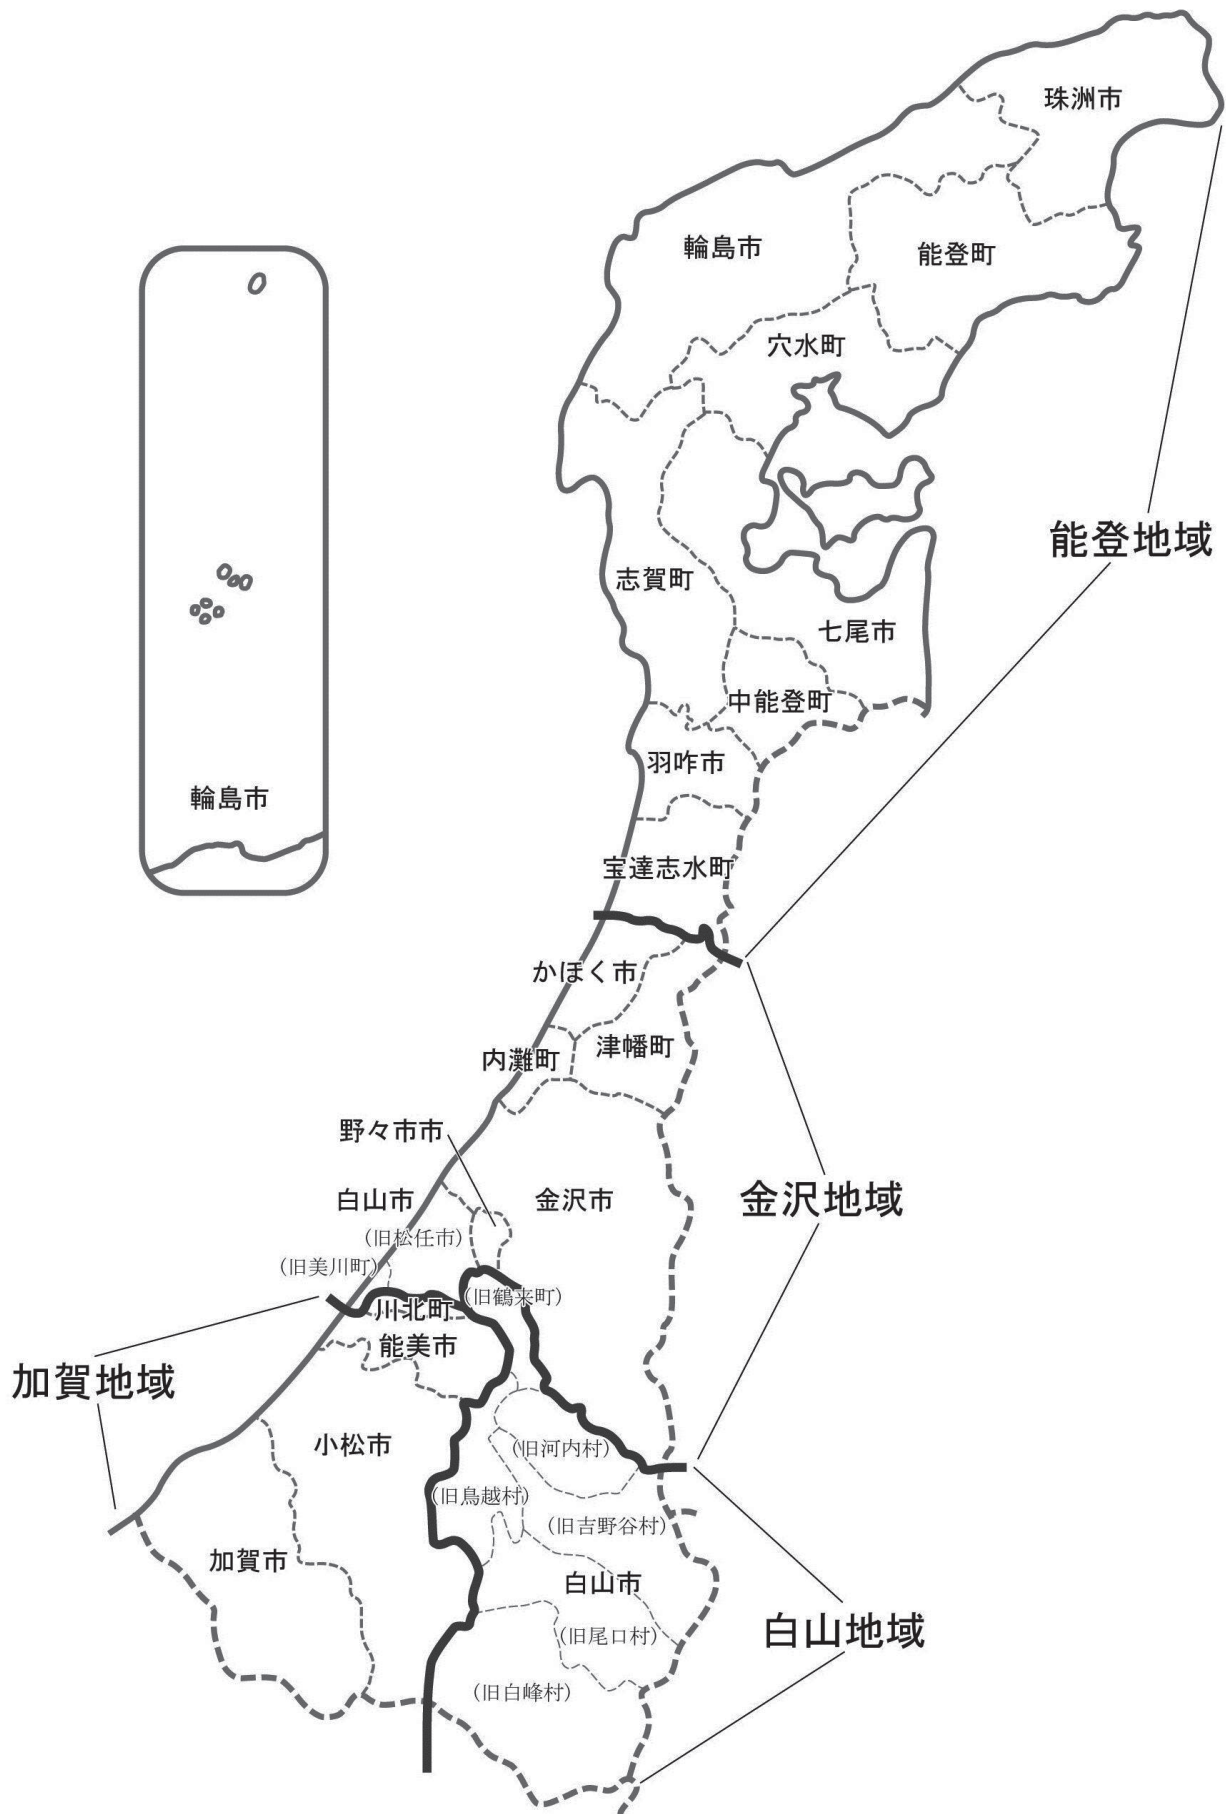 珠洲市
輪島市
能登町
穴水町
能登地域
志賀町
七尾市
中能登町
羽咋市
輪島市
宝達志水町
かほく市
津幡町
内灘町
野々市市
白山市
金沢市
金沢地域
(旧松任市)
(旧美川町)
(旧鶴来町)
川北町
能美市
加賀地域
小松市
(旧河内村)
(旧鳥越村)
(旧吉野谷村)
加賀市
白山市
白山地域
(旧尾口村)
(旧白峰村)